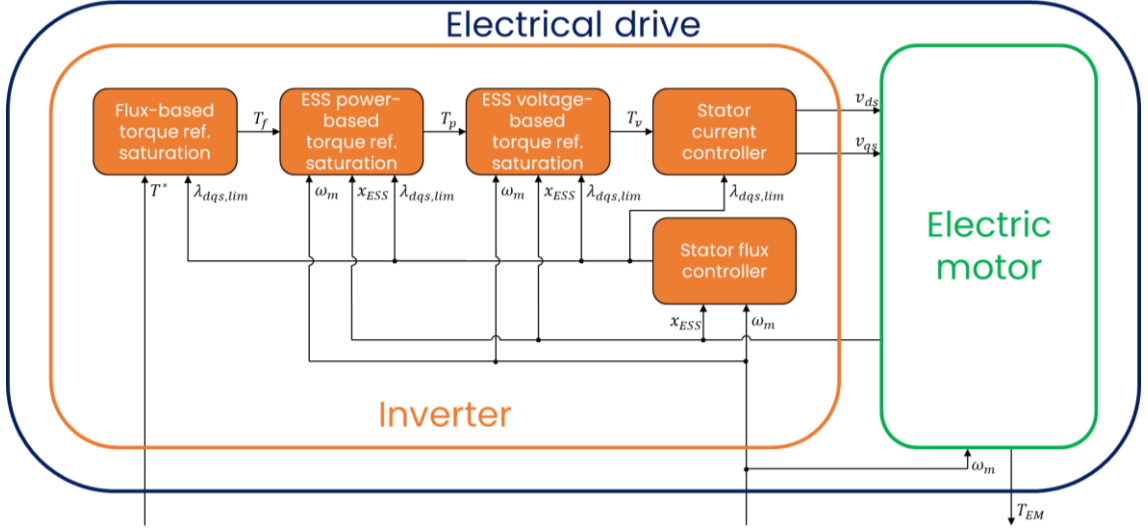 Electrical drive
Flux-based
torque ref.
saturation
T_f
ESS power-
based
torque ref.
saturation
T_p
ESS voltage-
based
torque ref.
saturation
T_v
Stator
current
controller
v_ds
v_qs
T*
λ_dqs,lim
ω_m
x_ESS
λ_dqs,lim
ω_m
x_ESS
λ_dqs,lim
λ_dqs,lim
Stator flux
controller
x_ESS
ω_m
Electric
motor
Inverter
ω_m
T_EM